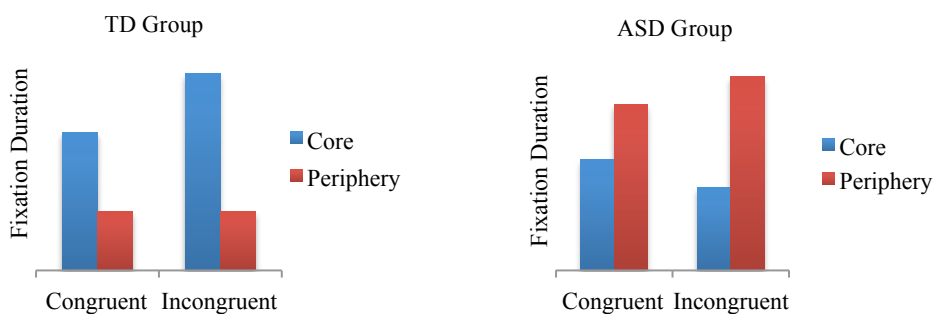 TD Group
Fixation Duration
Core
Periphery
Congruent Incongruent
ASD Group
Fixation Duration
Core
Periphery
Congruent Incongruent